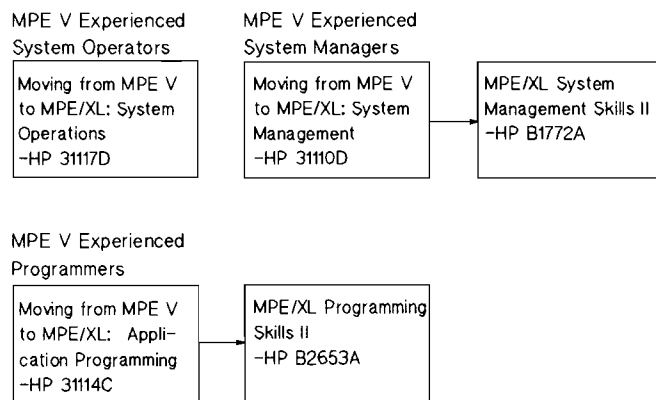 MPE V Experienced
System Operators
Moving from MPE V
to MPE/XL: System
Operations
-HP 31117D
MPE V Experienced
System Managers
Moving from MPE V
to MPE/XL: System
Management
-HP 31110D
MPE/XL System
Management Skills II
-HP B1772A
MPE V Experienced
Programmers
Moving from MPE V
to MPE/XL: Appli-
cation Programming
-HP 31114C
MPE/XL Programming
Skills II
-HP B2653A